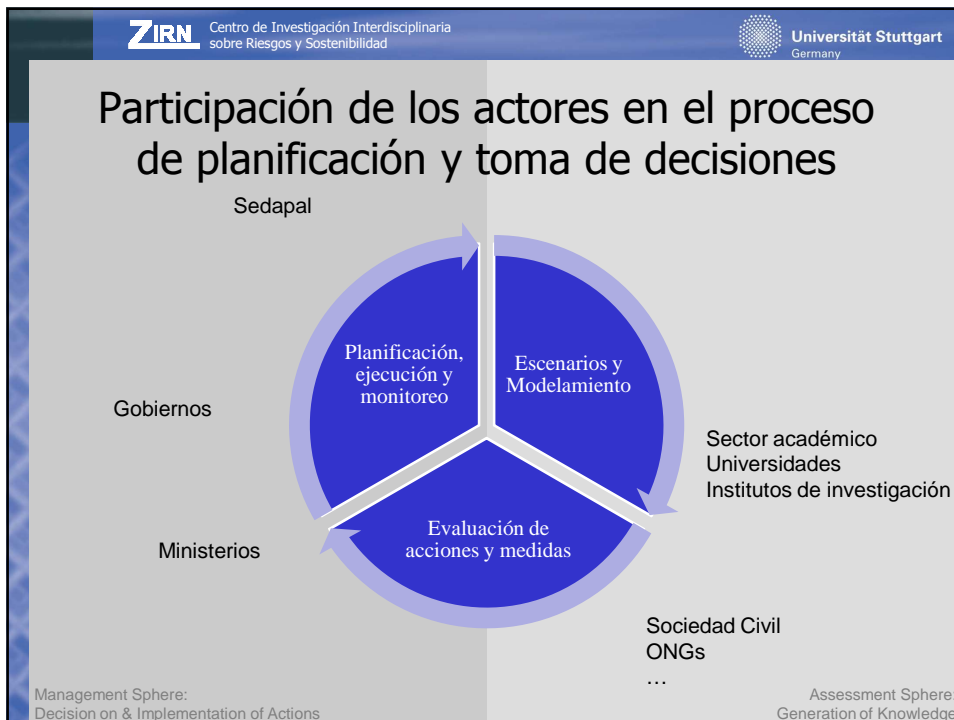 ZIRN
Centro de Investigación Interdisciplinaria
sobre Riesgos y Sostenibilidad
Universität Stuttgart
Germany
Participación de los actores en el proceso
de planificación y toma de decisiones
Sedapal
Planificación,
ejecución y
monitoreo
Escenarios y
Modelamiento
Gobiernos
Sector académico
Universidades
Institutos de investigación
Evaluación de
acciones y medidas
Ministerios
Sociedad Civil
ONGs
…
Management Sphere:
Decision on & Implementation of Actions
Assessment Sphere:
Generation of Knowledge